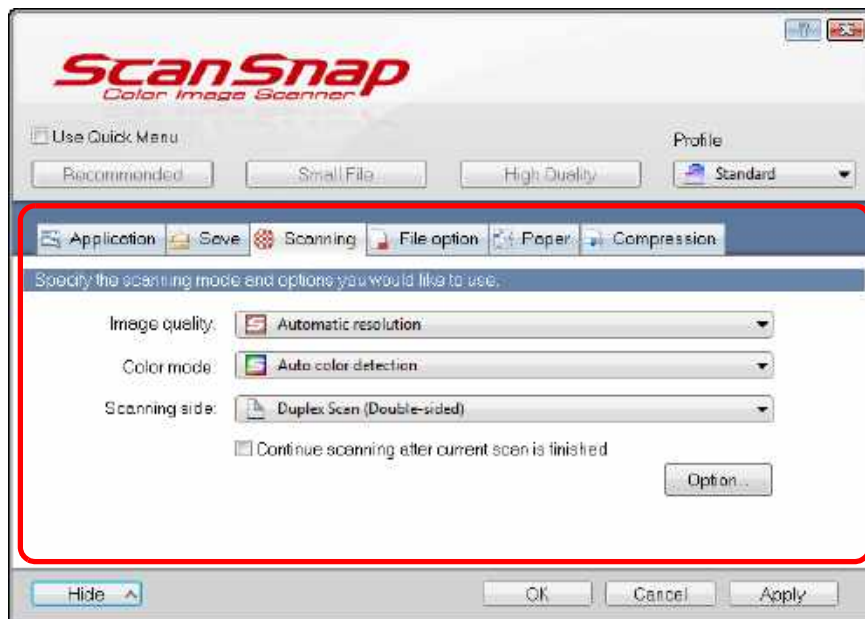 ScanSnap
Color Image Scanner
Use Quick Menu
Profile
Recommended Small File High Quality Standard
Application Save Scanning File option Paper Compression
Specify the scanning mode and options you would like to use.
Image quality: Automatic resolution
Color mode: Auto color detection
Scanning side: Duplex Scan (Double-sided)
Continue scanning after current scan is finished
Option...
Hide OK Cancel Apply